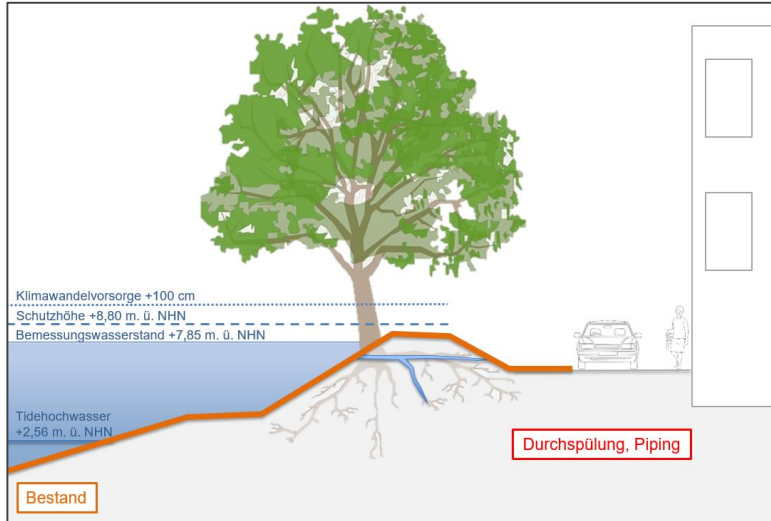 Klimawandelvorsorge +100 cm
Schutzhöhe +8,80 m. ü. NHN
Bemessungswasserstand +7,85 m. ü. NHN
Tidehochwasser
+2,56 m. ü. NHN
Durchspülung, Piping
Bestand